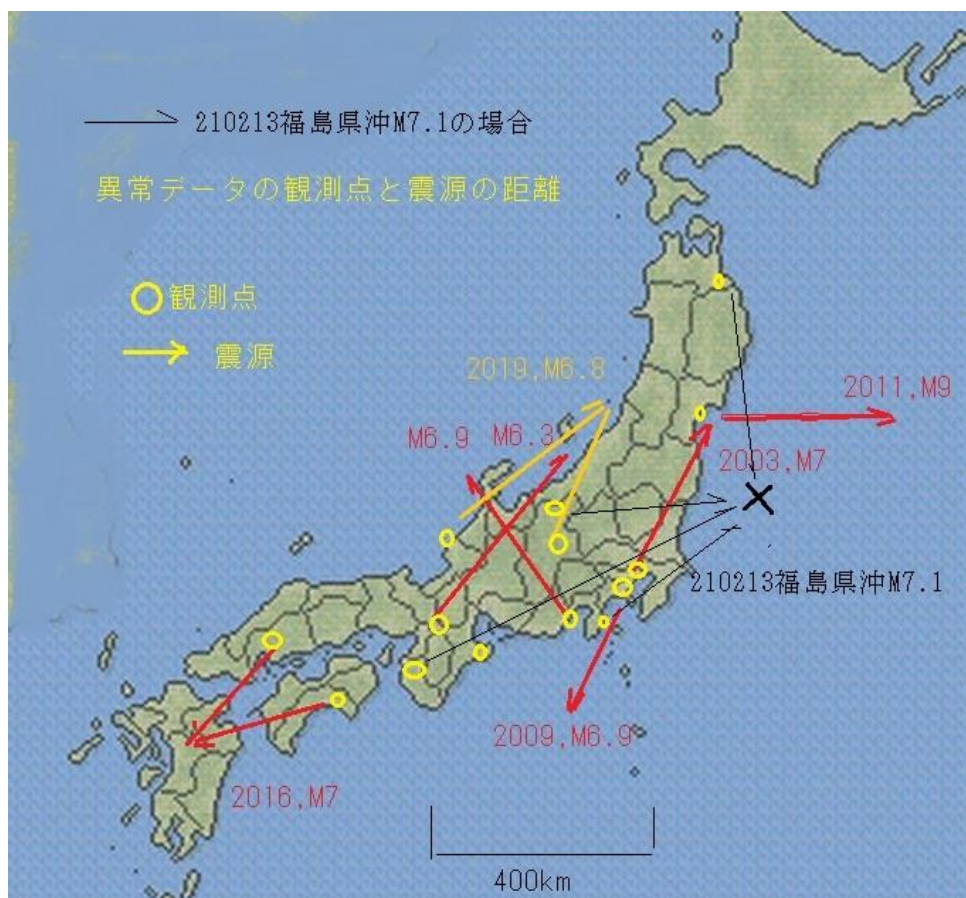 210213福島県沖M7.1の場合
異常データの観測点と震源の距離
観測点
震源
2019,M6.8
2011,M9
M6.9
M6.3
2003,M7
210213福島県沖M7.1
2009,M6.9
2016,M7
400km